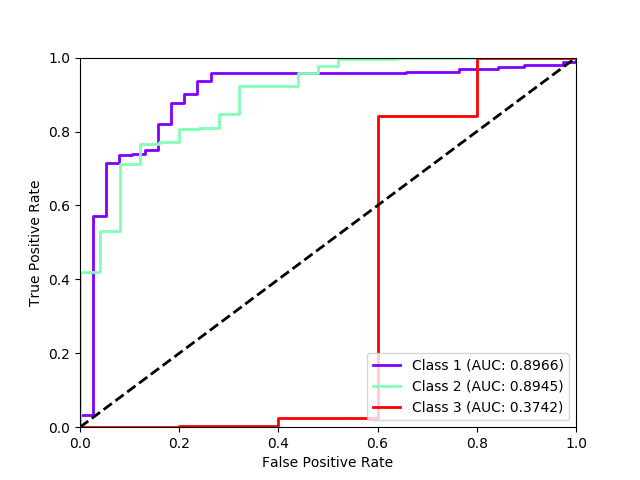 1.0
0.8
0.6
0.4
0.2
0.0
True Positive Rate
Class 1 (AUC: 0.8966)
Class 2 (AUC: 0.8945)
Class 3 (AUC: 0.3742)
0.0 0.2 0.4 0.6 0.8 1.0
False Positive Rate